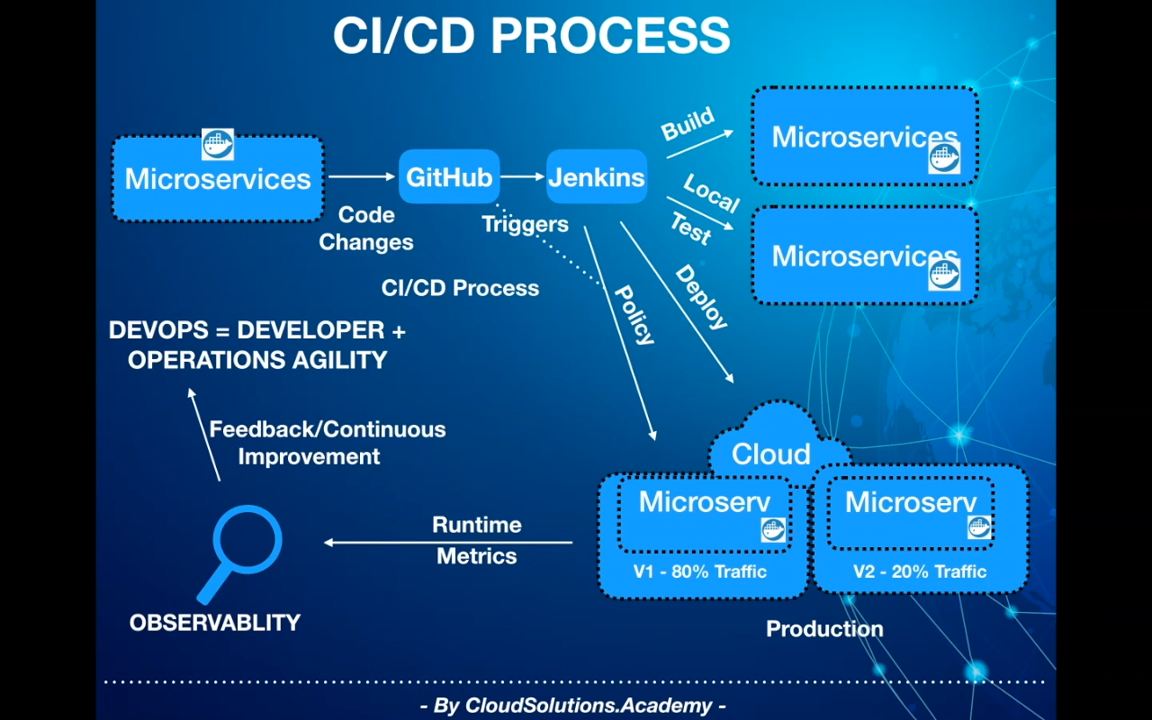 CI/CD PROCESS
Microservices
Code
Changes
GitHub
Triggers
Jenkins
Build
Microservices
Local
Test
Microservices
CI/CD Process
Policy
Deploy
DEVOPS = DEVELOPER +
OPERATIONS AGILITY
Feedback/Continuous
Improvement
Cloud
Microserv
V1 - 80% Traffic
Microserv
V2 - 20% Traffic
Production
Runtime
Metrics
OBSERVABLITY
- By CloudSolutions.Academy -